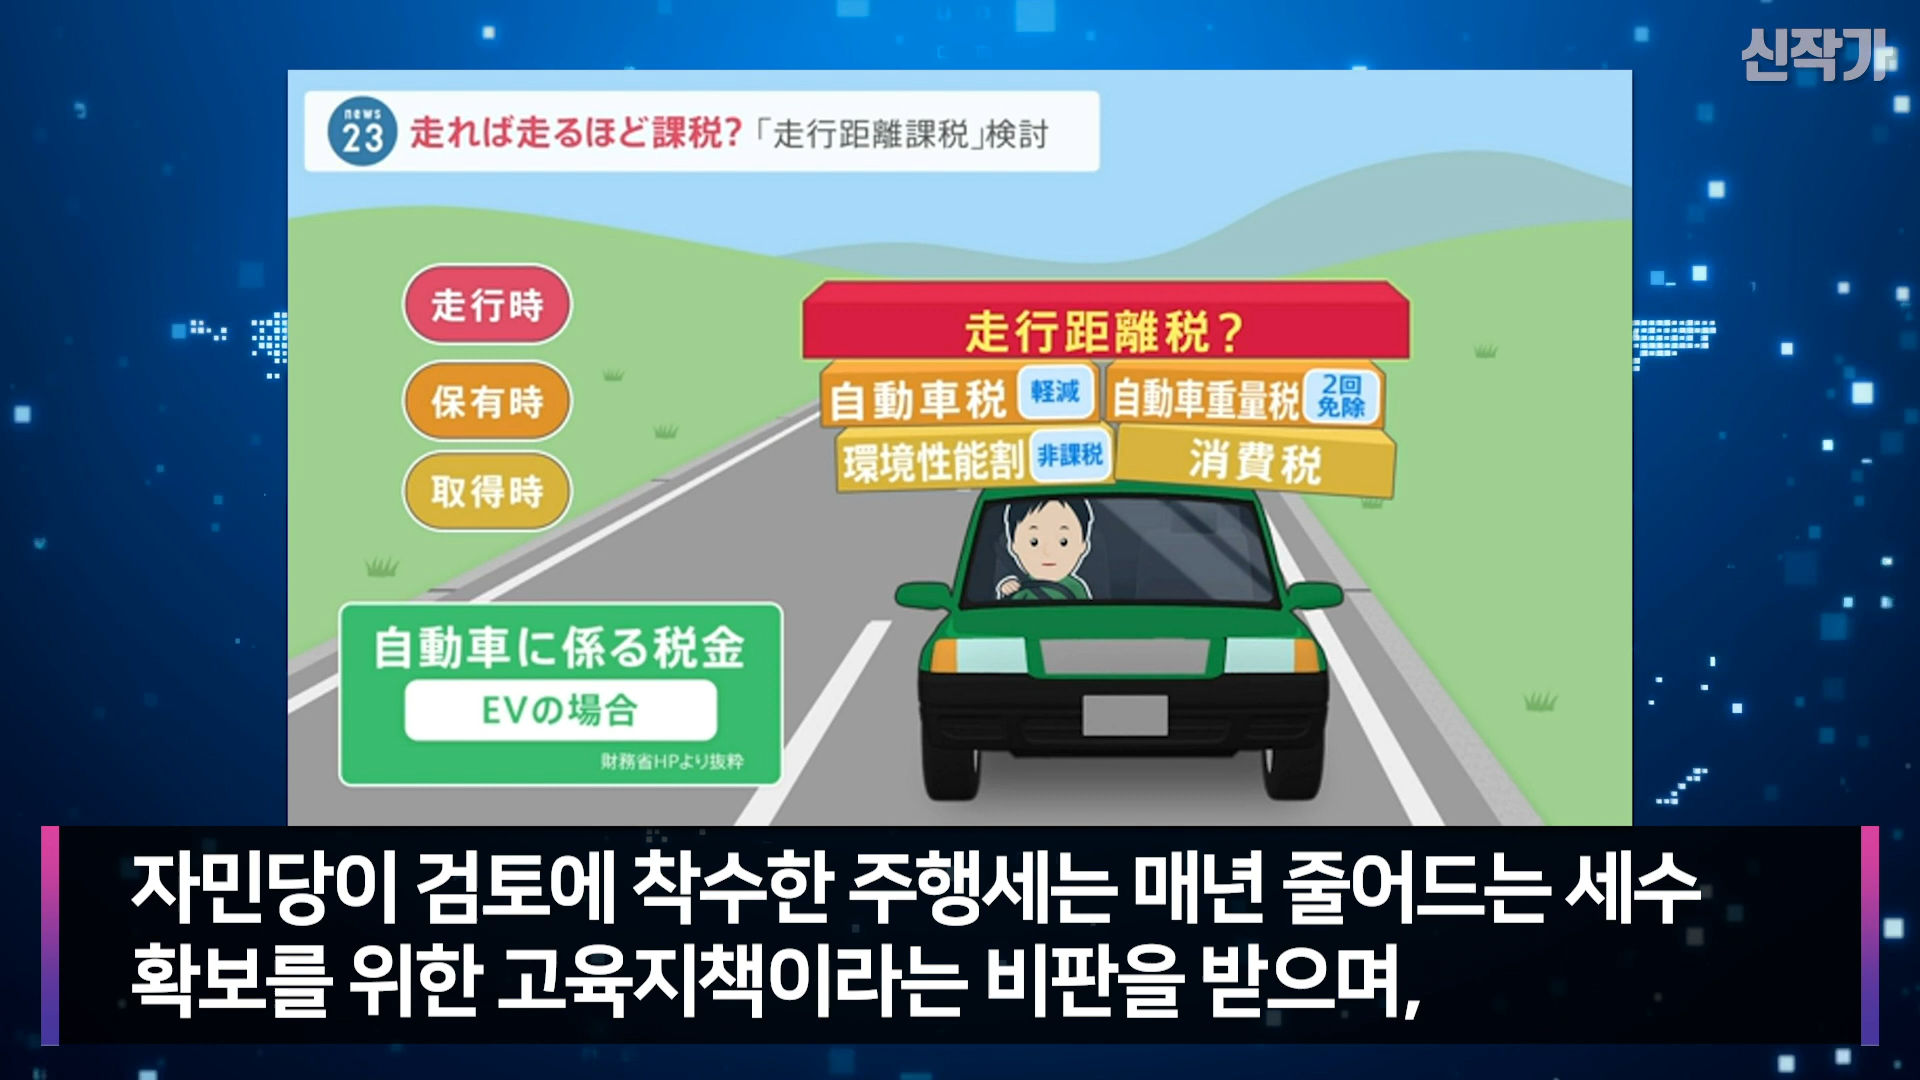 신작가
news
23
走れば走るほど課税?「走行距離課税」検討
走行時
保有時
取得時
走行距離税?
自動車税 軽減
自動車重量税 2回免除
環境性能割 非課税
消費税
自動車に係る税金
EVの場合
財務省HPより抜粋
자민당이 검토에 착수한 주행세는 매년 줄어드는 세수
확보를 위한 고육지책이라는 비판을 받으며,